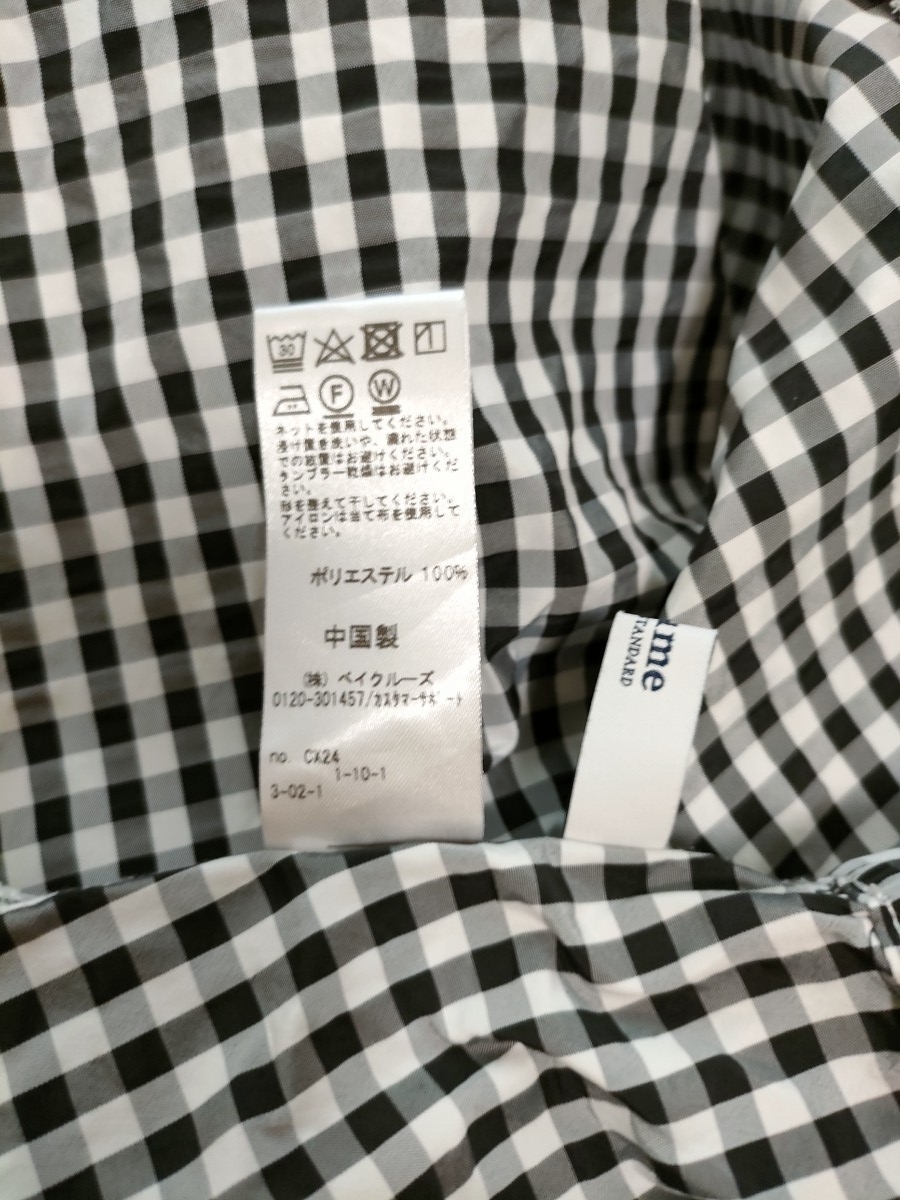 30
F W
ネットを使用してください。
浸け置き洗いや、濡れた状態
での放置はお避けください。
タンブラー乾燥はお避けくだ
さい。
形を整えて干してください。
アイロンは当て布を使用して
ください。
ポリエステル 100%
中国製
(株) ベイクルーズ
0120-301457/カスタマーサポート
no. CX24
1-10-1
3-02-1
ame
TANDARD